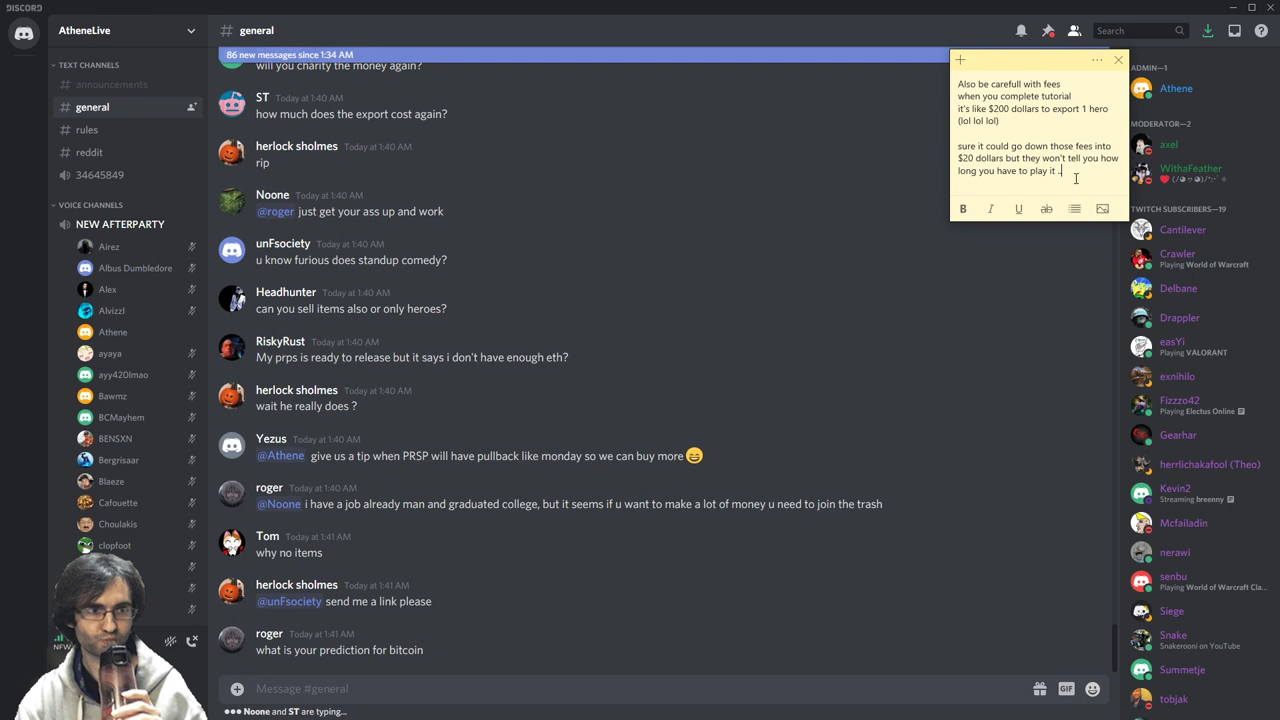 DISCORD
AtheneLive
# general
Search
TEXT CHANNELS
# announcements
# general
# rules
# reddit
34645849
VOICE CHANNELS
NEW AFTERPARTY
Airez
Albus Dumbledore
Alex
Alvizzl
Athene
ayaya
ayy420lmao
Bawmz
BCMayhem
BENSXN
Bergrisaar
Blaeze
Cafouette
Choulakis
clopfoot
NFW
86 new messages since 1:34 AM
will you charity the money again?
ST Today at 1:40 AM
how much does the export cost again?
herlock sholmes Today at 1:40 AM
rip
Noone Today at 1:40 AM
@roger just get your ass up and work
unFsociety Today at 1:40 AM
u know furious does standup comedy?
Headhunter Today at 1:40 AM
can you sell items also or only heroes?
RiskyRust Today at 1:40 AM
My prps is ready to release but it says i don't have enough eth?
herlock sholmes Today at 1:40 AM
wait he really does ?
Yezus Today at 1:40 AM
@Athene give us a tip when PRSP will have pullback like monday so we can buy more
roger Today at 1:40 AM
@Noone i have a job already man and graduated college, but it seems if u want to make a lot of money u need to join the trash
Tom Today at 1:41 AM
why no items
herlock sholmes Today at 1:41 AM
@unFsociety send me a link please
roger Today at 1:41 AM
what is your prediction for bitcoin
Message #general
GIF
Noone and ST are typing...
Also be carefull with fees
when you complete tutorial
it's like $200 dollars to export 1 hero
(lol lol lol)
sure it could go down those fees into
$20 dollars but they won't tell you how
long you have to play it ..
B I U ab
ADMIN—1
Athene
MODERATOR—2
axel
WithaFeather
TWITCH SUBSCRIBERS—19
Cantilever
Crawler
Playing World of Warcraft
Delbane
Drappler
easYi
Playing VALORANT
exnihilo
Fizzzo42
Playing Electus Online
Gearhar
herrlichakafool (Theo)
Kevin2
Streaming breonny
Mcfailadin
nerawi
senbu
Playing World of Warcraft Cla...
Siege
Snake
Snakerooni on YouTube
Summetje
tobjak